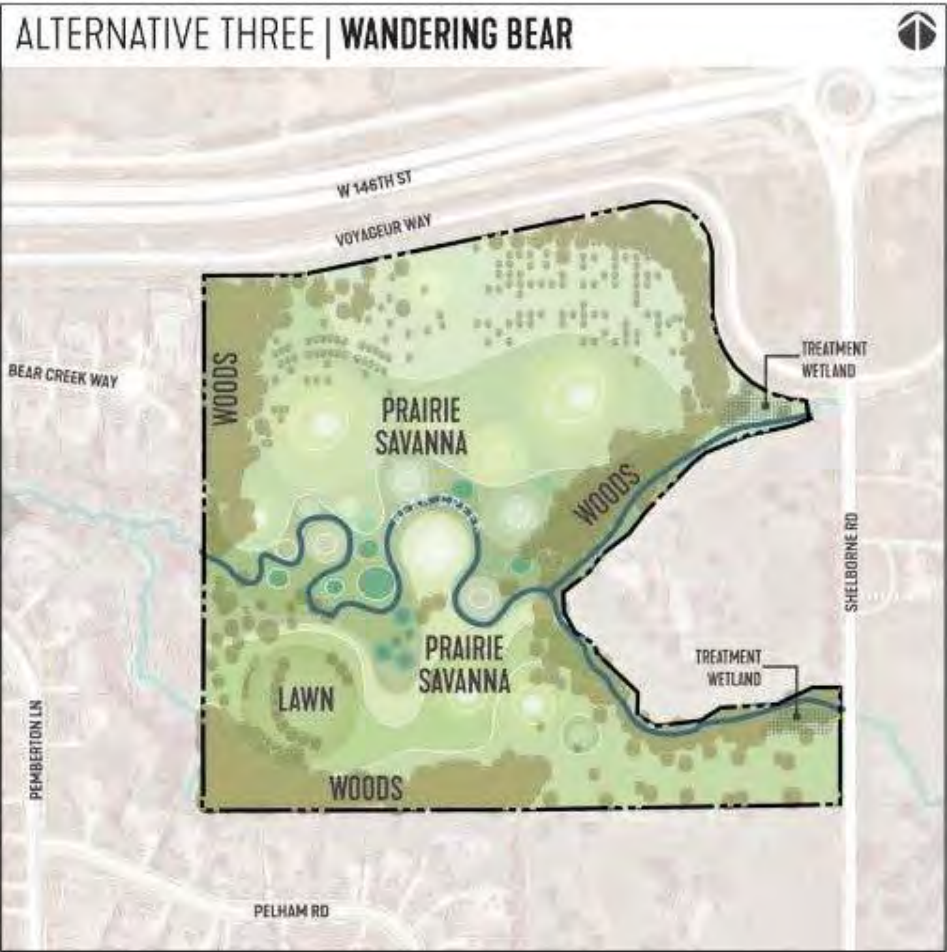 ALTERNATIVE THREE | WANDERING BEAR
W 146TH ST
VOYAGEUR WAY
TREATMENT
WETLAND
BEAR CREEK WAY
WOODS
PRAIRIE
SAVANNA
WOODS
SHELBORNE RD
PRAIRIE
SAVANNA
TREATMENT
WETLAND
LAWN
PEMBERTON LN
WOODS
PELHAM RD